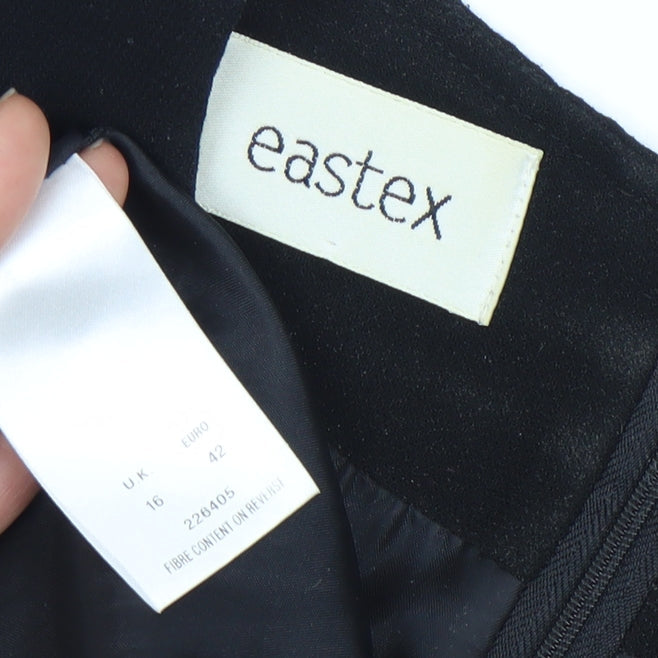 eastex
UK EURO
16 42
226405
FIBRE CONTENT ON REVERSE